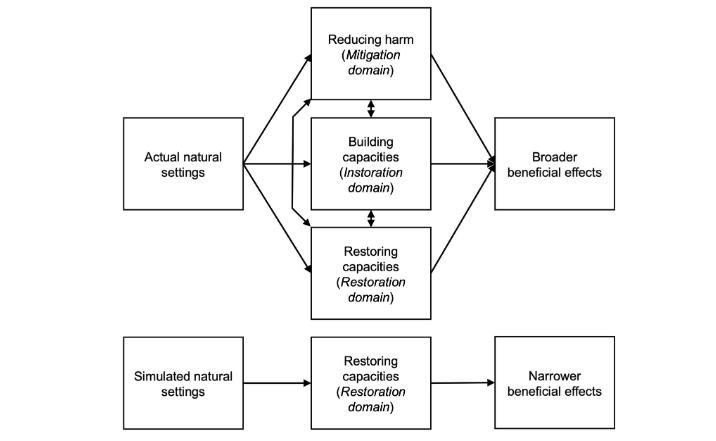 Reducing harm
(Mitigation
domain)
Actual natural
settings
Building
capacities
(Instoration
domain)
Broader
beneficial effects
Restoring
capacities
(Restoration
domain)
Simulated natural
settings
Restoring
capacities
(Restoration
domain)
Narrower
beneficial effects